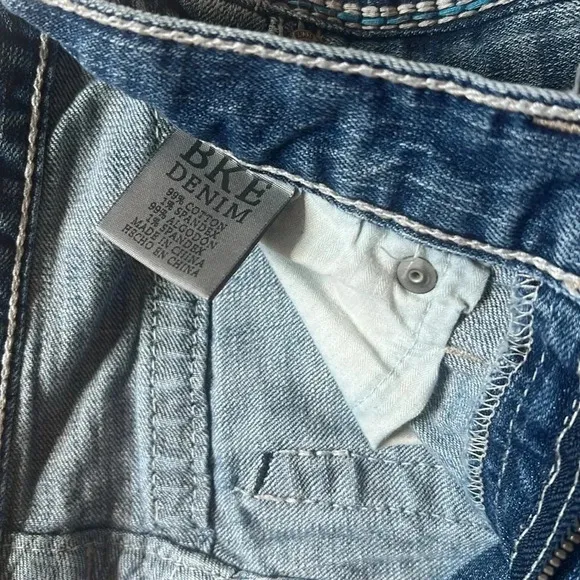 BKE
DENIM
99% COTTON
1% SPANDEX
99% ALGODON
1% SPANDEX
MADE IN CHINA
HECHO EN CHINA